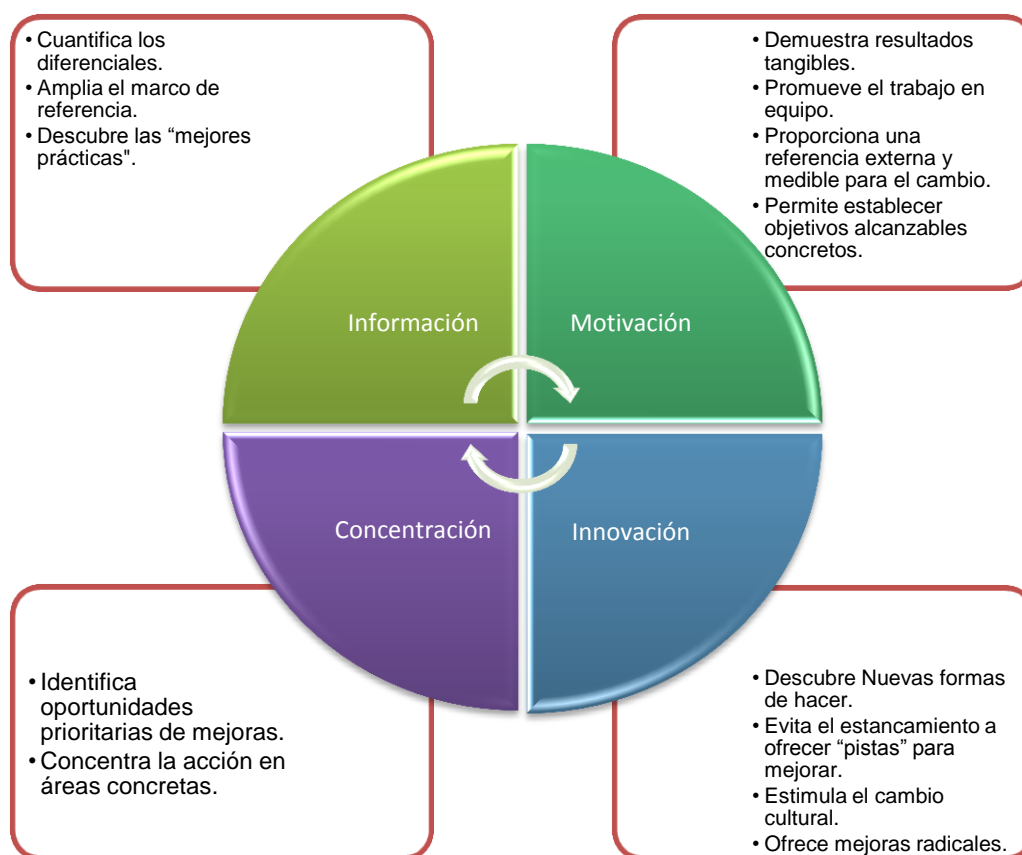 • Cuantifica los
diferenciales.
• Amplia el marco de
referencia.
• Descubre las “mejores
prácticas".
• Demuestra resultados
tangibles.
• Promueve el trabajo en
equipo.
• Proporciona una
referencia externa y
medible para el cambio.
• Permite establecer
objetivos alcanzables
concretos.
Información
Motivación
Concentración
Innovación
• Identifica
oportunidades
prioritarias de mejoras.
• Concentra la acción en
áreas concretas.
• Descubre Nuevas formas
de hacer.
• Evita el estancamiento a
ofrecer “pistas” para
mejorar.
• Estimula el cambio
cultural.
• Ofrece mejoras radicales.